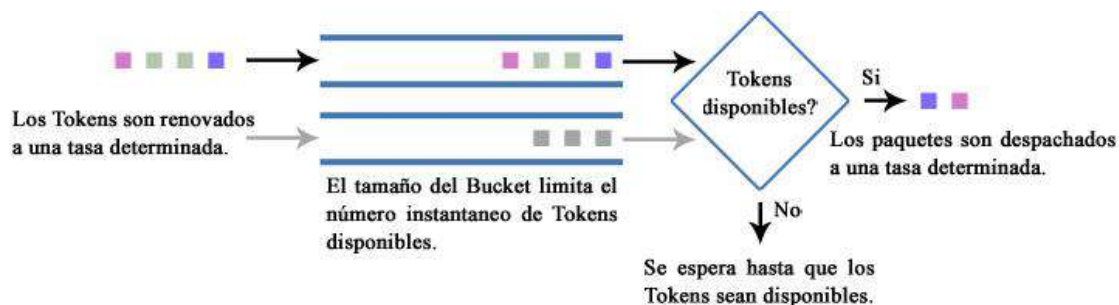 Los Tokens son renovados
a una tasa determinada.
El tamaño del Bucket limita el
número instantaneo de Tokens
disponibles.
Tokens
disponibles?
Si
Los paquetes son despachados
a una tasa determinada.
No
Se espera hasta que los
Tokens sean disponibles.